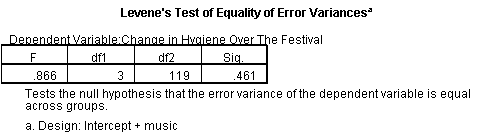 Levene's Test of Equality of Error Variancesª
Dependent Variable:Change in Hygiene Over The Festival
F df1 df2 Sig.
.866 3 119 .461
Tests the null hypothesis that the error variance of the dependent variable is equal
across groups.
a. Design: Intercept + music